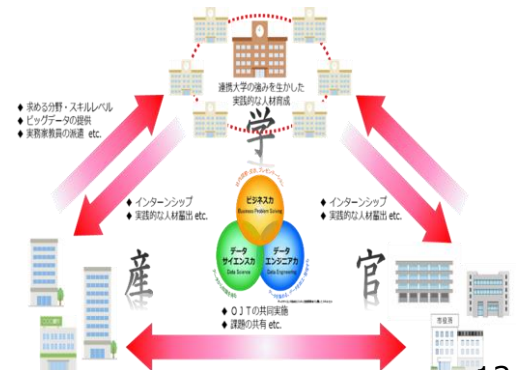 連携大学の強みを生かした
実践的な人材育成
学
◆ 求める分野・スキルレベル
◆ ビッグデータの提供
◆ 実務家教員の派遣 etc.
◆ インターンシップ
◆ 実践的な人材輩出 etc.
◆ インターンシップ
◆ 実践的な人材輩出 etc.
ビジネス力
Business Problem Solving
データ
サイエンス力
Data Science
データ
エンジニア力
Data Engineering
産
官
◆ OJTの共同実施
◆ 課題の共有 etc.
市役所